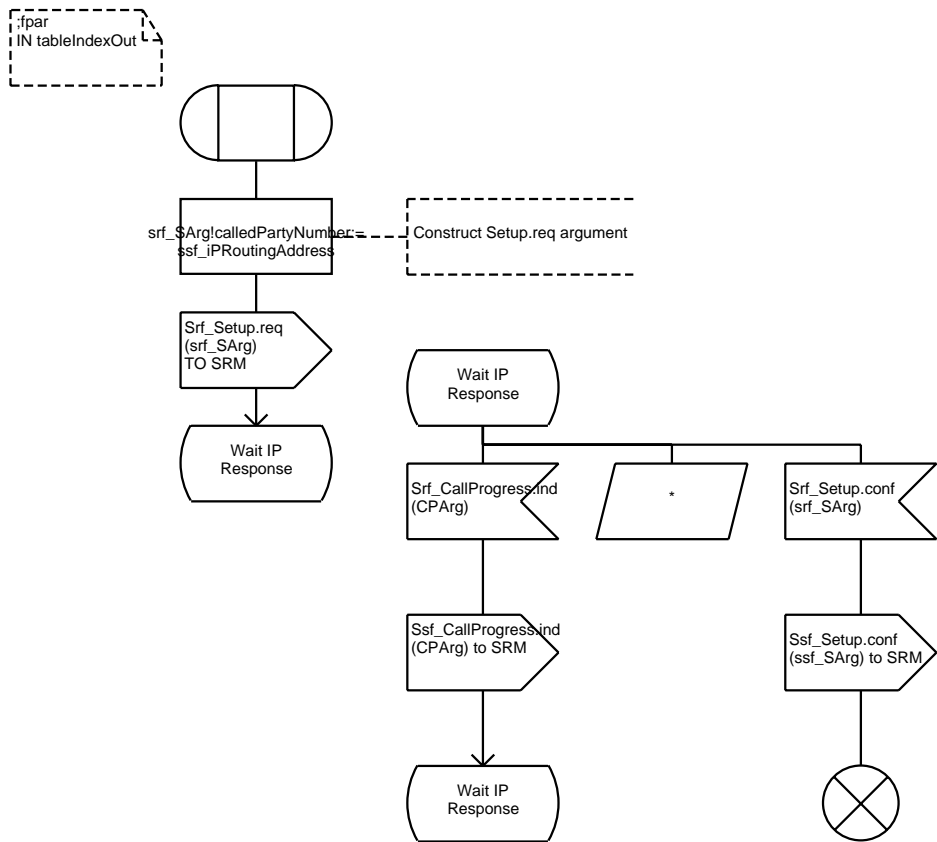 ;fpar
IN tableIndexOut
srf_SArg!calledPartyNumber:=
ssf_iPRoutingAddress
Construct Setup.req argument
Srf_Setup.req
(srf_SArg)
TO SRM
Wait IP
Response
Wait IP
Response
Srf_CallProgress.ind
(CPArg)
*
Srf_Setup.conf
(srf_SArg)
Ssf_CallProgress.ind
(CPArg) to SRM
Ssf_Setup.conf
(ssf_SArg) to SRM
Wait IP
Response